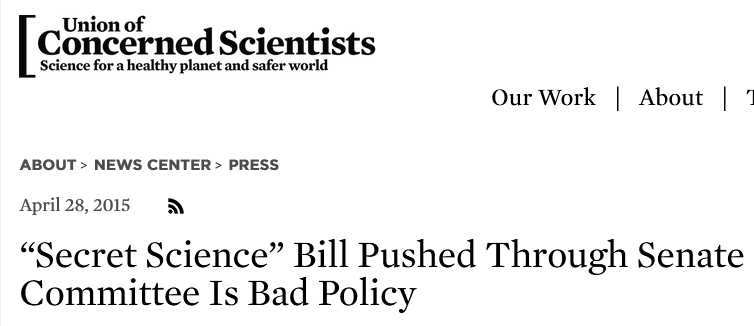 Union of
Concerned Scientists
Science for a healthy planet and safer world
Our Work | About |
ABOUT > NEWS CENTER > PRESS
April 28, 2015
“Secret Science” Bill Pushed Through Senate
Committee Is Bad Policy